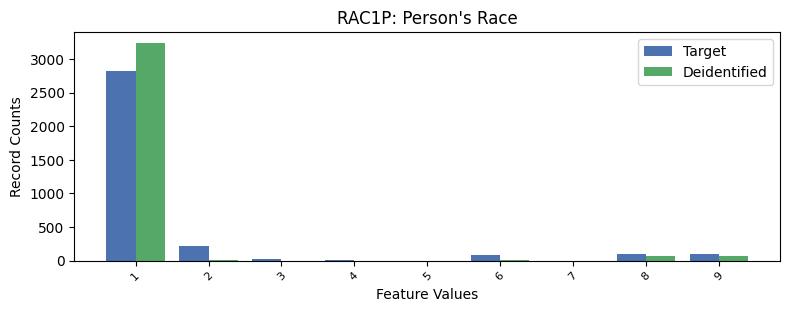 RAC1P: Person's Race
Target
Deidentified
Record Counts
3000
2500
2000
1500
1000
500
0
1 2 3 4 5 6 7 8 9
Feature Values